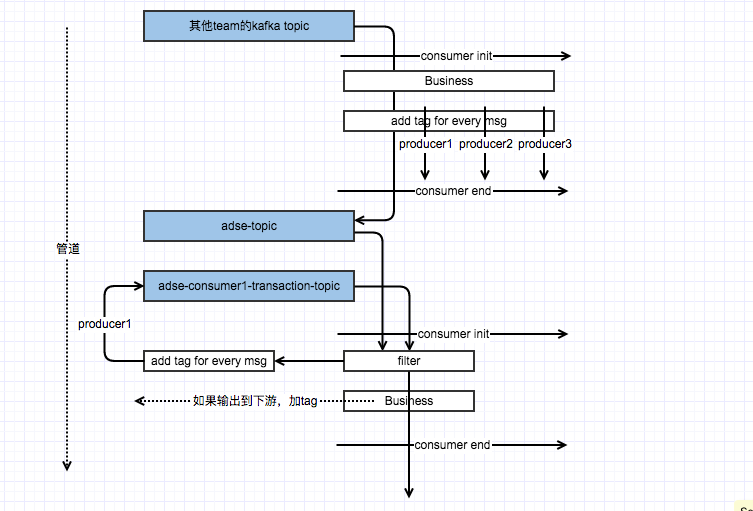 其他team的kafka topic
consumer init
Business
add tag for every msg
producer1 producer2 producer3
consumer end
adse-topic
管道
adse-consumer1-transaction-topic
producer1
consumer init
add tag for every msg
filter
如果输出到下游，加tag
Business
consumer end